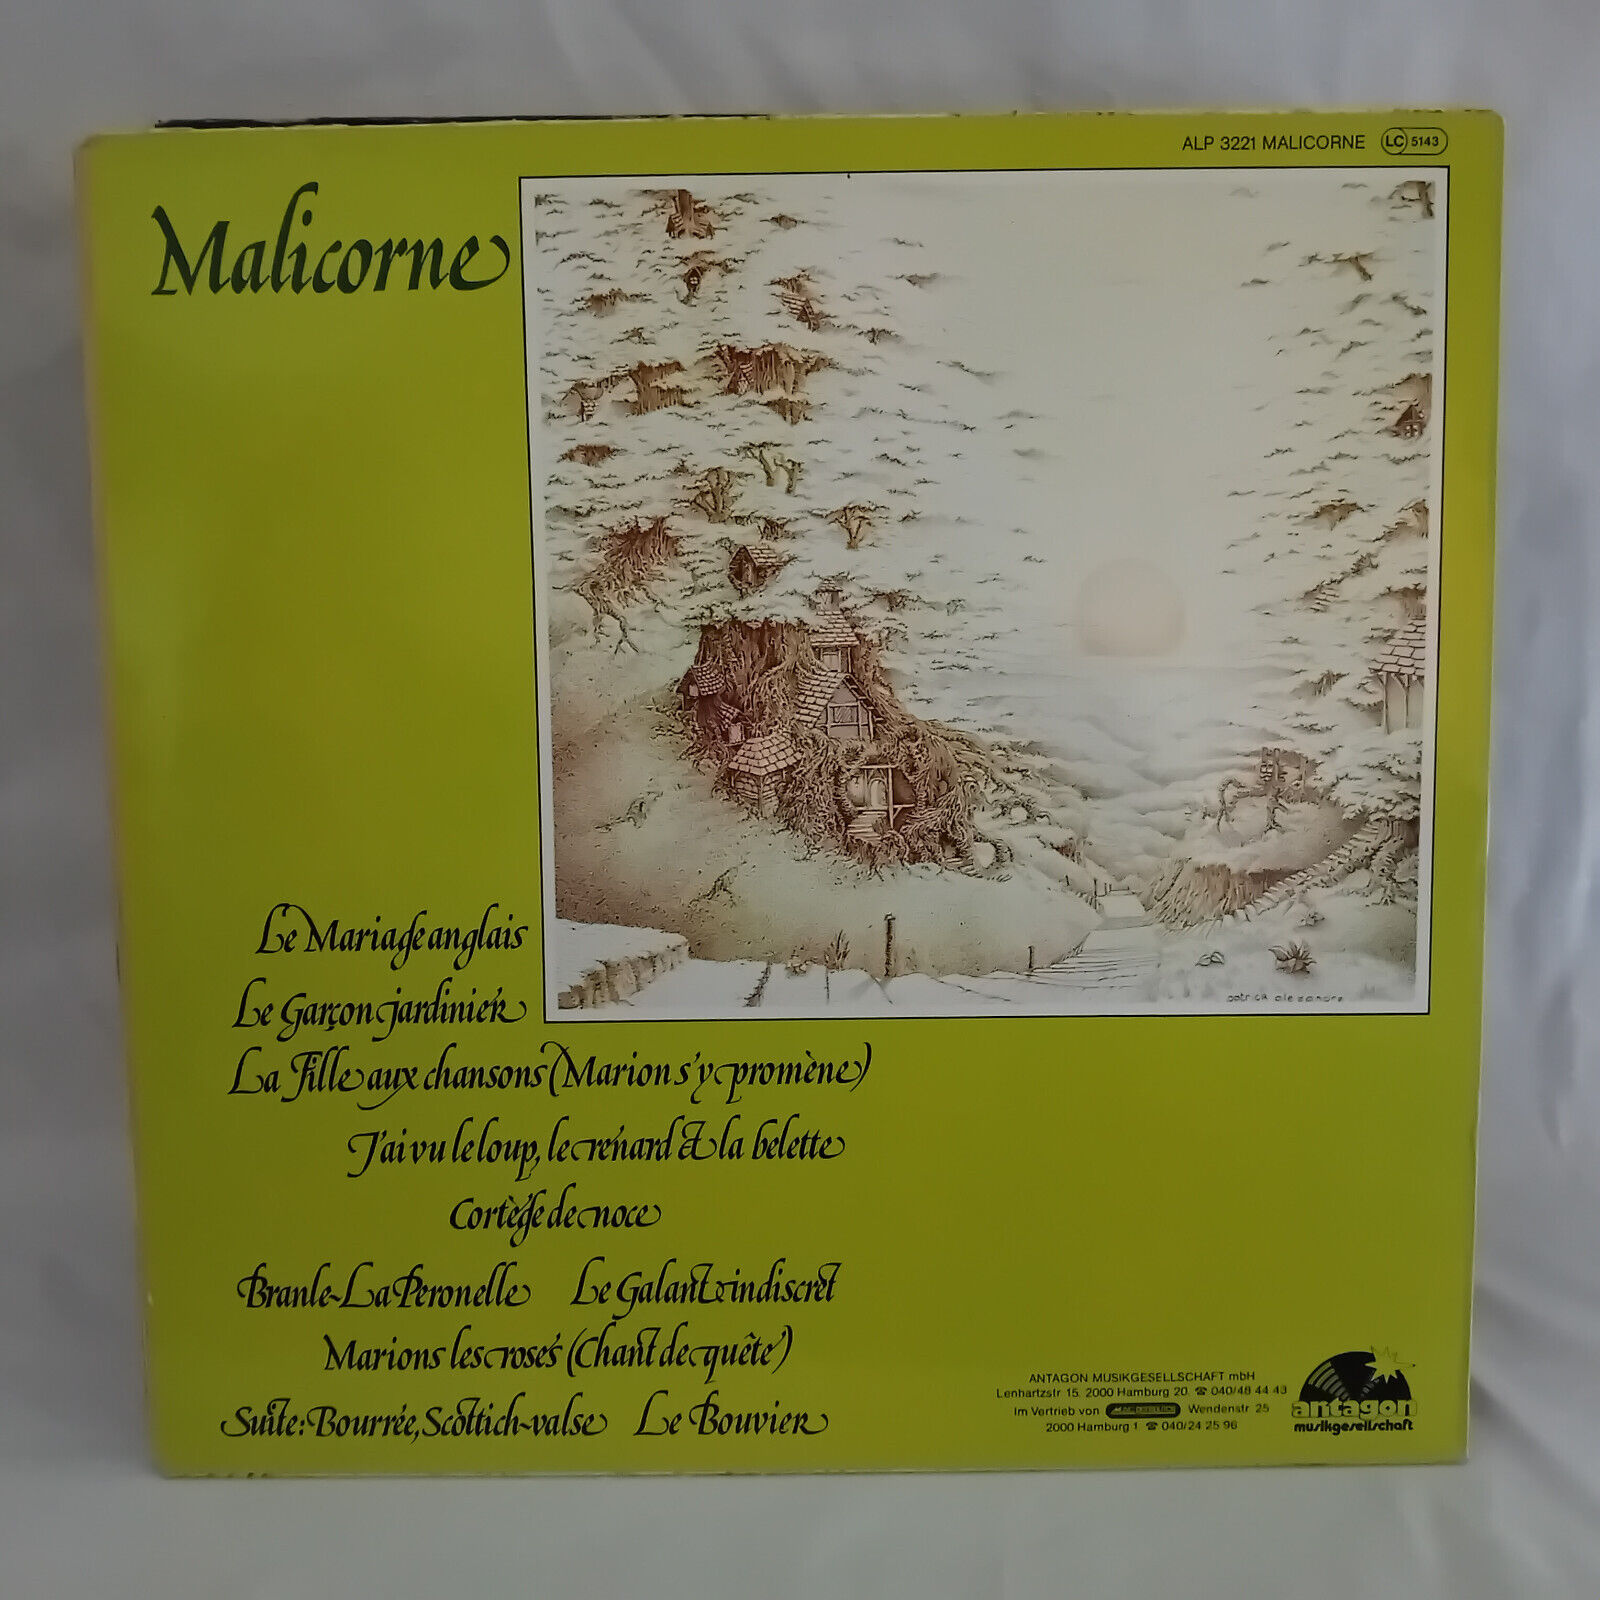 ALP 3221 MALICORNE LC 5143
Malicorne
patrick alexandre
Le Mariage anglais
Le Garçon jardinier
La Fille aux chansons (Marion s'y promène)
J'ai vu le loup, le renard & la belette
Cortège de noce
Branle~La Peronelle Le Galant indiscret
Marions les roses (Chant de quête)
Suite: Bourrée, Scottich~valse Le Bouvier
ANTAGON MUSIKGESELLSCHAFT mbH
Lenhartzstr 15. 2000 Hamburg 20 ☎ 040/48 44 43
Im Vertrieb von Wendenstr 25
2000 Hamburg 1 ☎ 040/24 25 96
antagon
musikgesellschaft